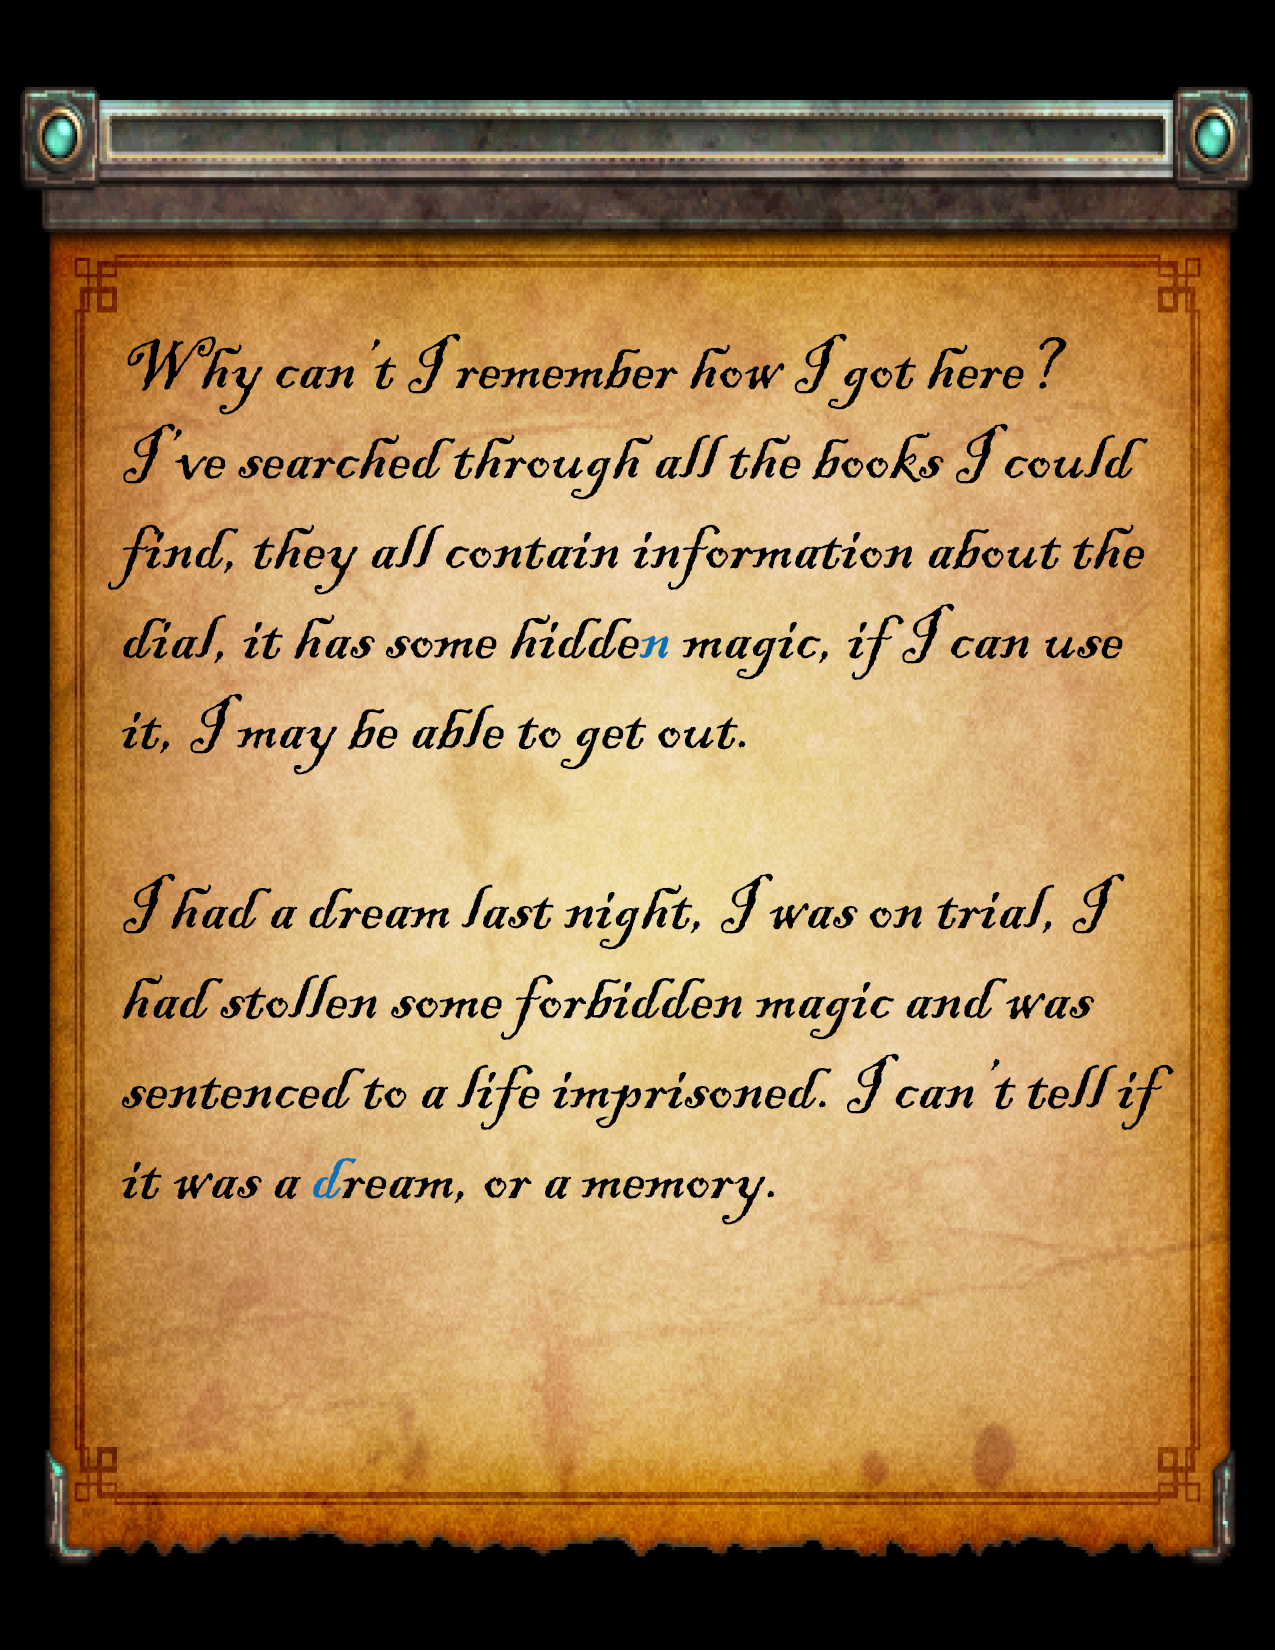 Why can't I remember how I got here?
I've searched through all the books I could
find, they all contain information about the
dial, it has some hidden magic, if I can use
it, I may be able to get out.
I had a dream last night, I was on trial, I
had stollen some forbidden magic and was
sentenced to a life imprisoned. I can't tell if
it was a dream, or a memory.